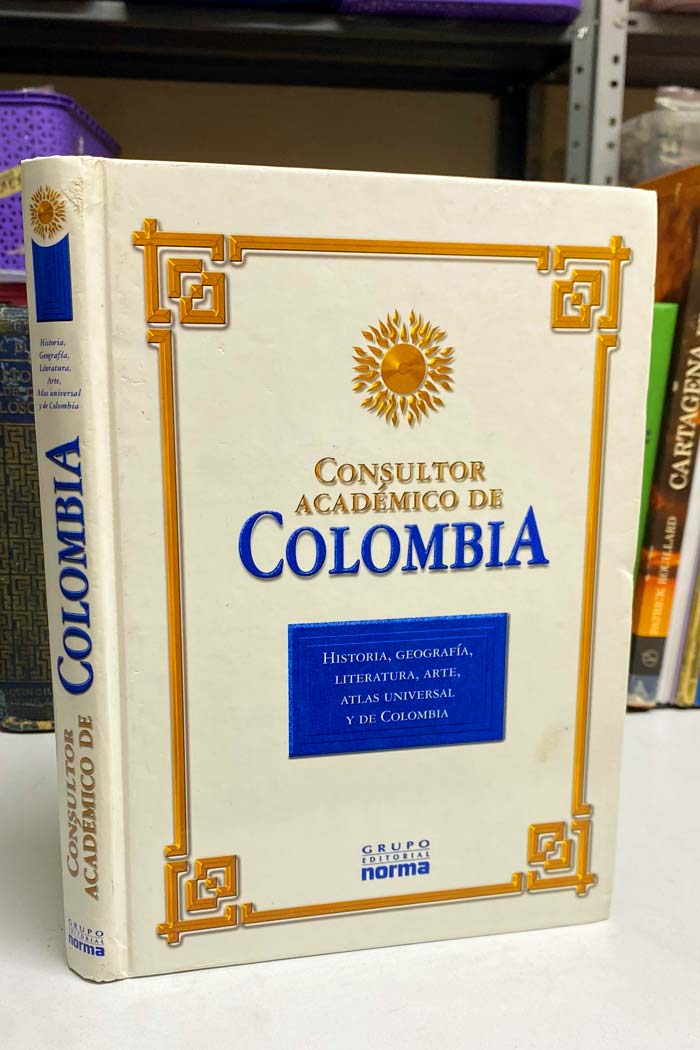 CONSULTOR
ACADÉMICO DE
COLOMBIA
HISTORIA, GEOGRAFÍA,
LITERATURA, ARTE,
ATLAS UNIVERSAL
Y DE COLOMBIA
GRUPO
EDITORIAL
norma
Historia,
Geografía,
Literatura,
Arte,
Atlas universal
y de Colombia
CONSULTOR
ACADÉMICO DE
COLOMBIA
GRUPO
EDITORIAL
norma
CARTAGENA
PATRICK ROUILLARD